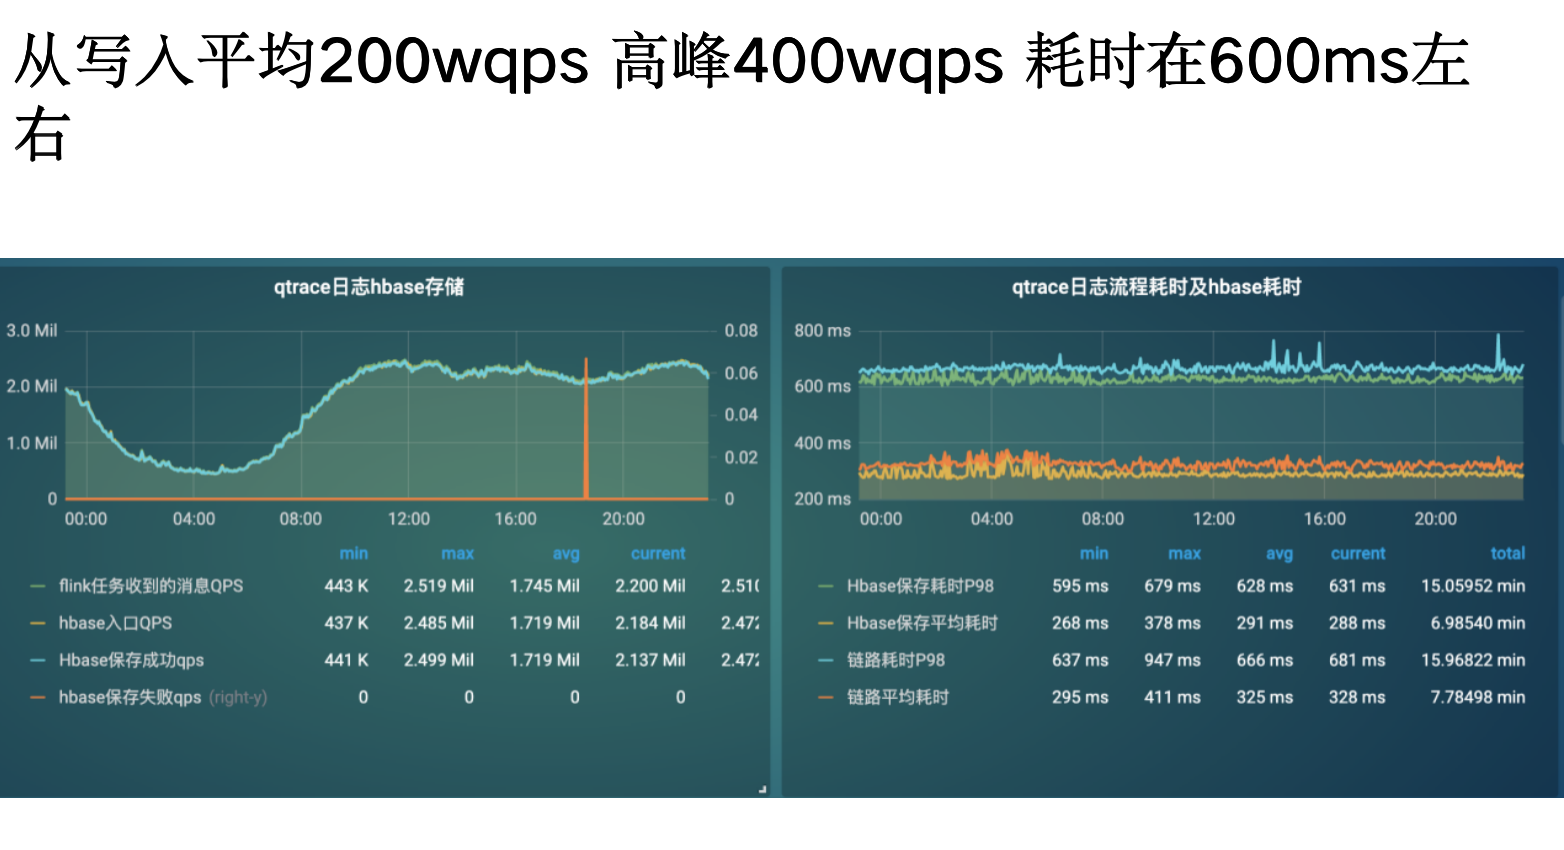 从写入平均200wqps 高峰400wqps 耗时在600ms左
右
qtrace日志hbase存储
3.0 Mil
2.0 Mil
1.0 Mil
0
0.08
0.06
0.04
0.02
0
00:00 04:00 08:00 12:00 16:00 20:00
min max avg current
flink任务收到的消息QPS 443 K 2.519 Mil 1.745 Mil 2.200 Mil 2.510
hbase入口QPS 437 K 2.485 Mil 1.719 Mil 2.184 Mil 2.472
Hbase保存成功qps 441 K 2.499 Mil 1.719 Mil 2.137 Mil 2.472
hbase保存失败qps (right-y) 0 0 0 0
qtrace日志流程耗时及hbase耗时
800 ms
600 ms
400 ms
200 ms
00:00 04:00 08:00 12:00 16:00 20:00
min max avg current total
Hbase保存耗时P98 595 ms 679 ms 628 ms 631 ms 15.05952 min
Hbase保存平均耗时 268 ms 378 ms 291 ms 288 ms 6.98540 min
链路耗时P98 637 ms 947 ms 666 ms 681 ms 15.96822 min
链路平均耗时 295 ms 411 ms 325 ms 328 ms 7.78498 min